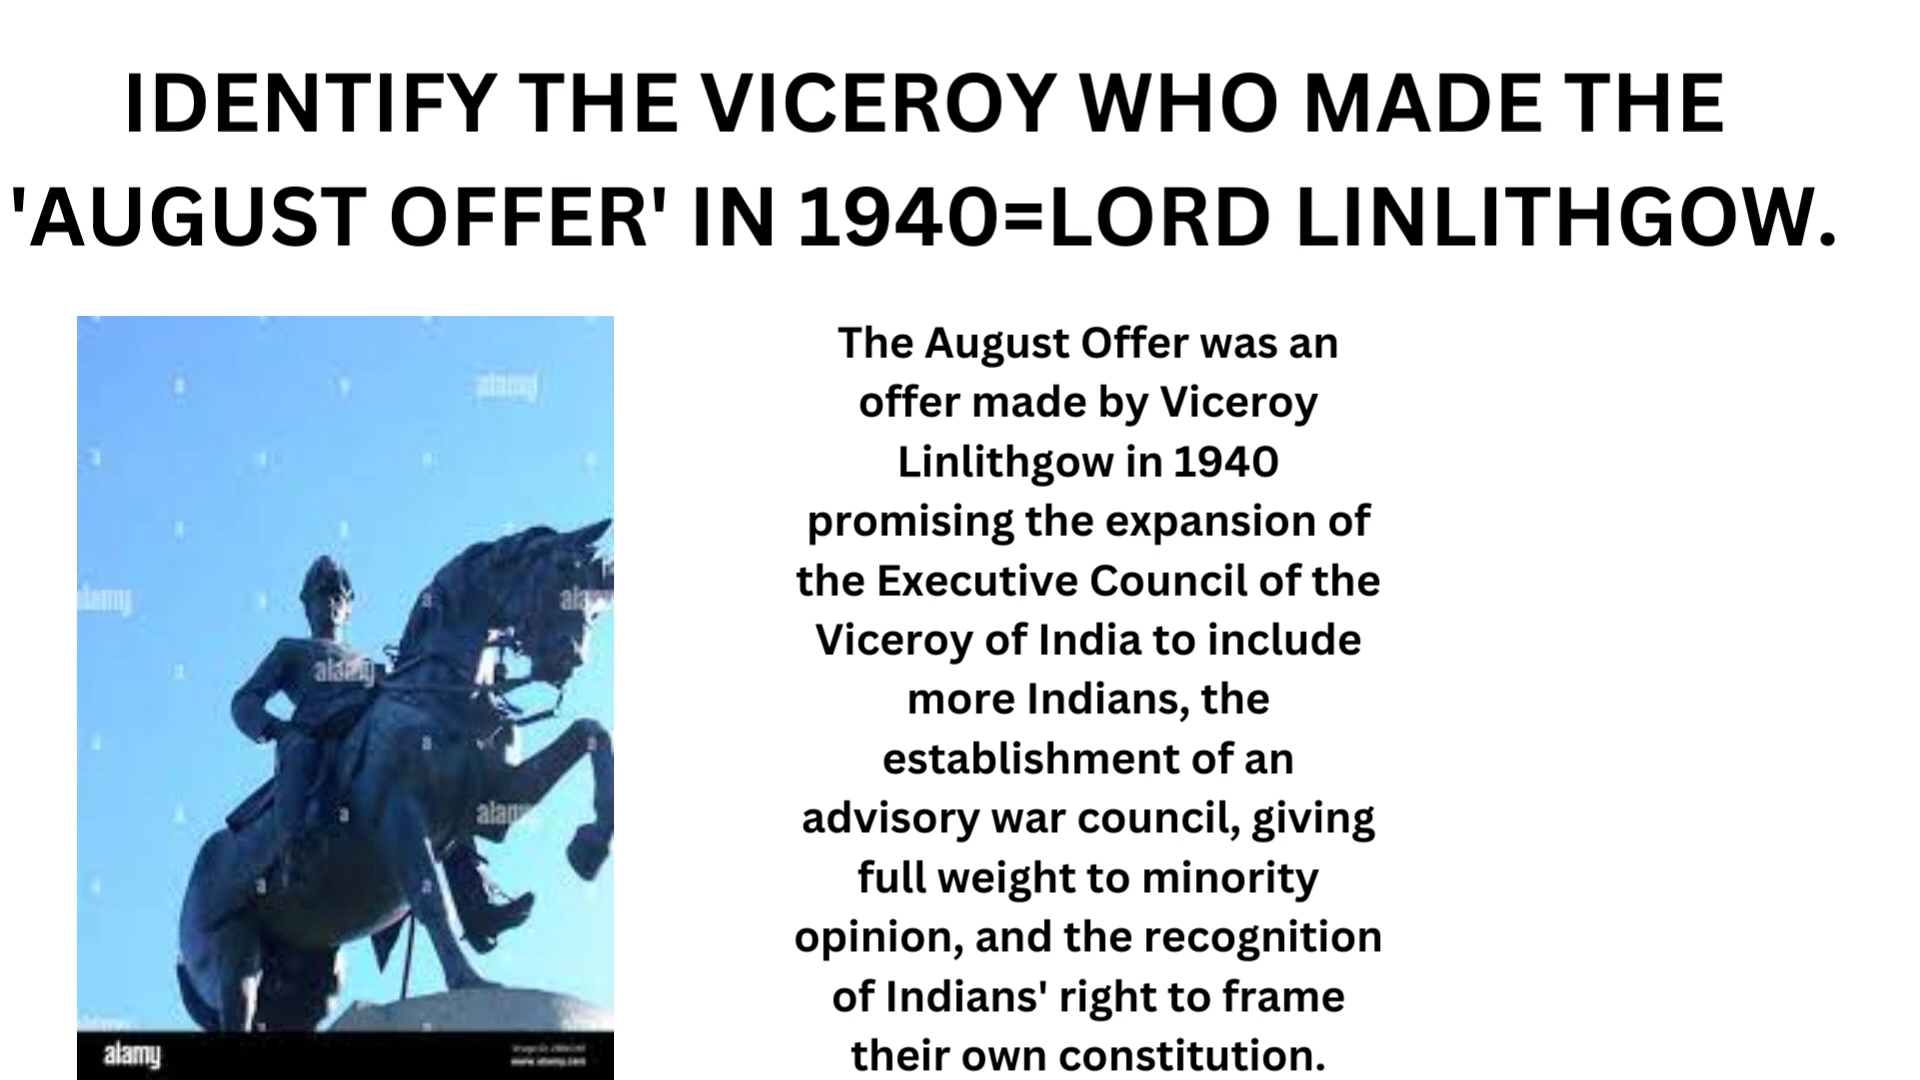 IDENTIFY THE VICEROY WHO MADE THE
'AUGUST OFFER' IN 1940=LORD LINLITHGOW.
The August Offer was an
offer made by Viceroy
Linlithgow in 1940
promising the expansion of
the Executive Council of the
Viceroy of India to include
more Indians, the
establishment of an
advisory war council, giving
full weight to minority
opinion, and the recognition
of Indians' right to frame
their own constitution.
alamy
alamy
alamy
alamy
www.alamy.com